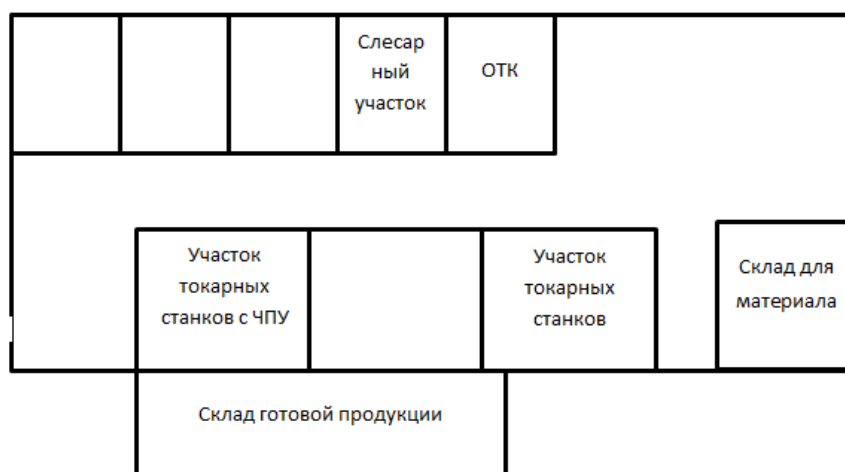 Слесар
ный
участок
ОТК
Участок
токарных
станков с ЧПУ
Участок
токарных
станков
Склад для
материала
Склад готовой продукции